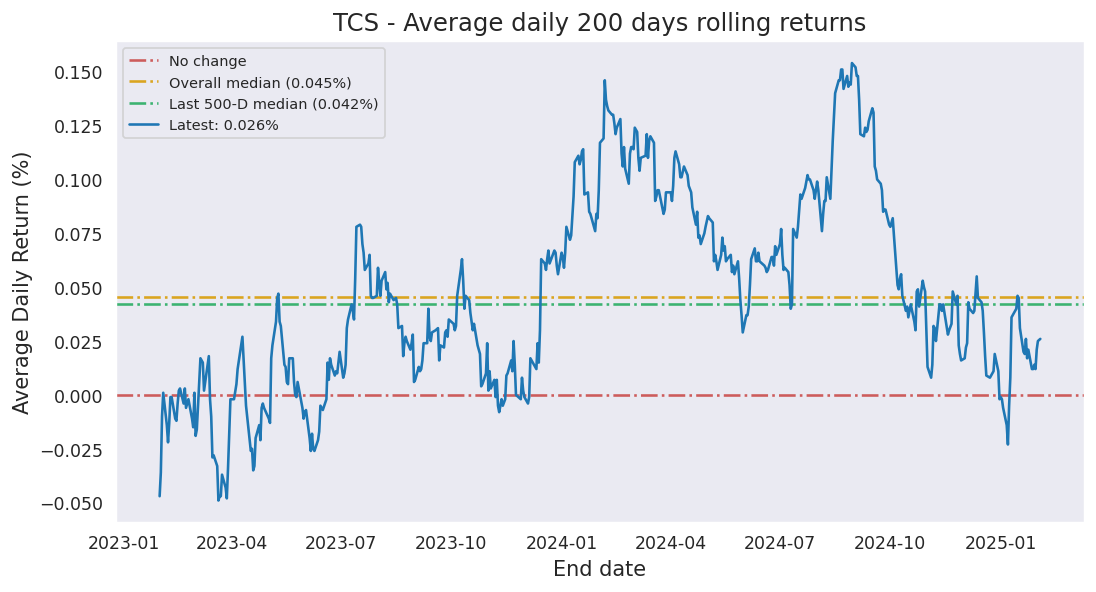 TCS - Average daily 200 days rolling returns
No change
Overall median (0.045%)
Last 500-D median (0.042%)
Latest: 0.026%
Average Daily Return (%)
0.150
0.125
0.100
0.075
0.050
0.025
0.000
−0.025
−0.050
2023-01 2023-04 2023-07 2023-10 2024-01 2024-04 2024-07 2024-10 2025-01
End date